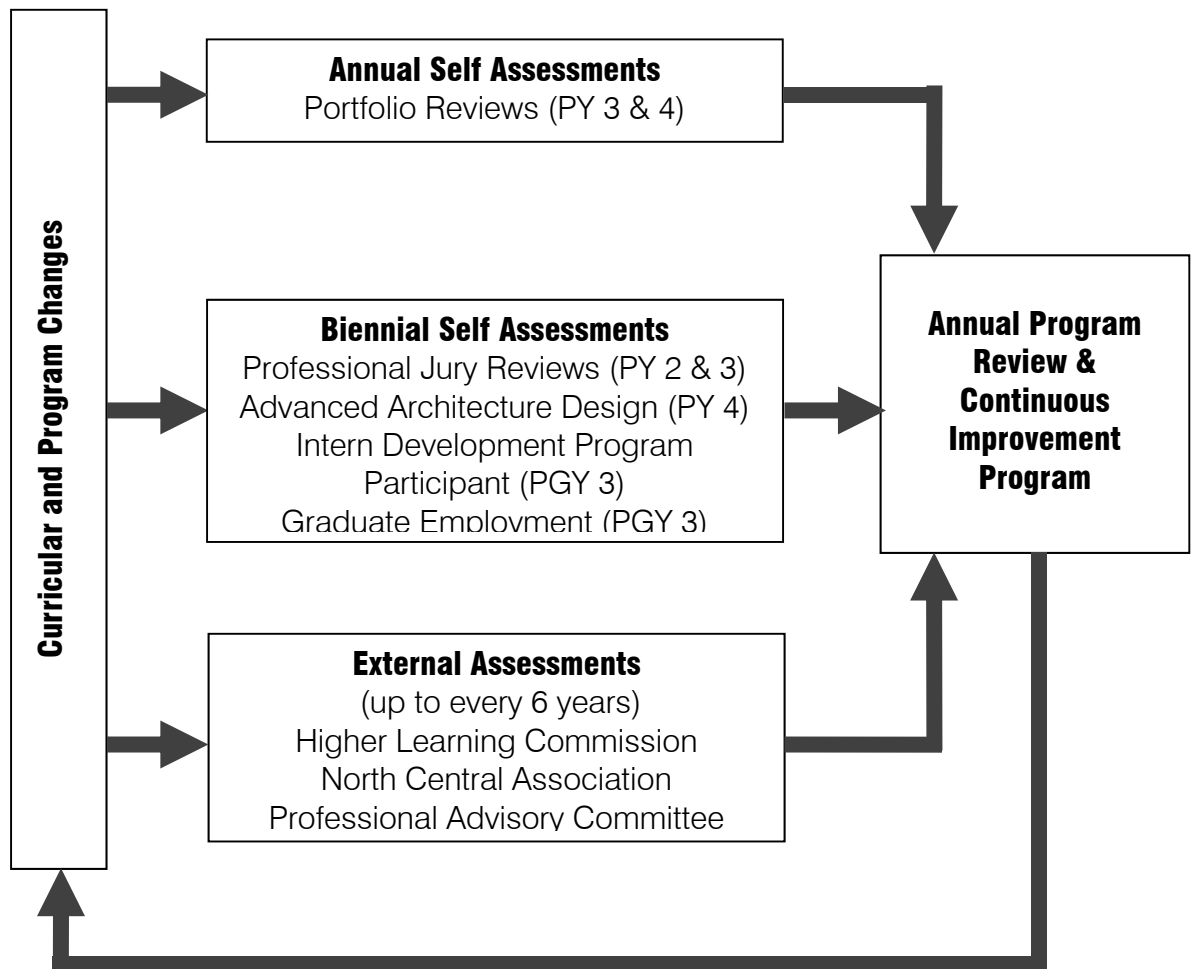 Curricular and Program Changes
Annual Self Assessments
Portfolio Reviews (PY 3 & 4)
Biennial Self Assessments
Professional Jury Reviews (PY 2 & 3)
Advanced Architecture Design (PY 4)
Intern Development Program
Participant (PGY 3)
Graduate Employment (PGY 3)
External Assessments
(up to every 6 years)
Higher Learning Commission
North Central Association
Professional Advisory Committee
Annual Program
Review &
Continuous
Improvement
Program